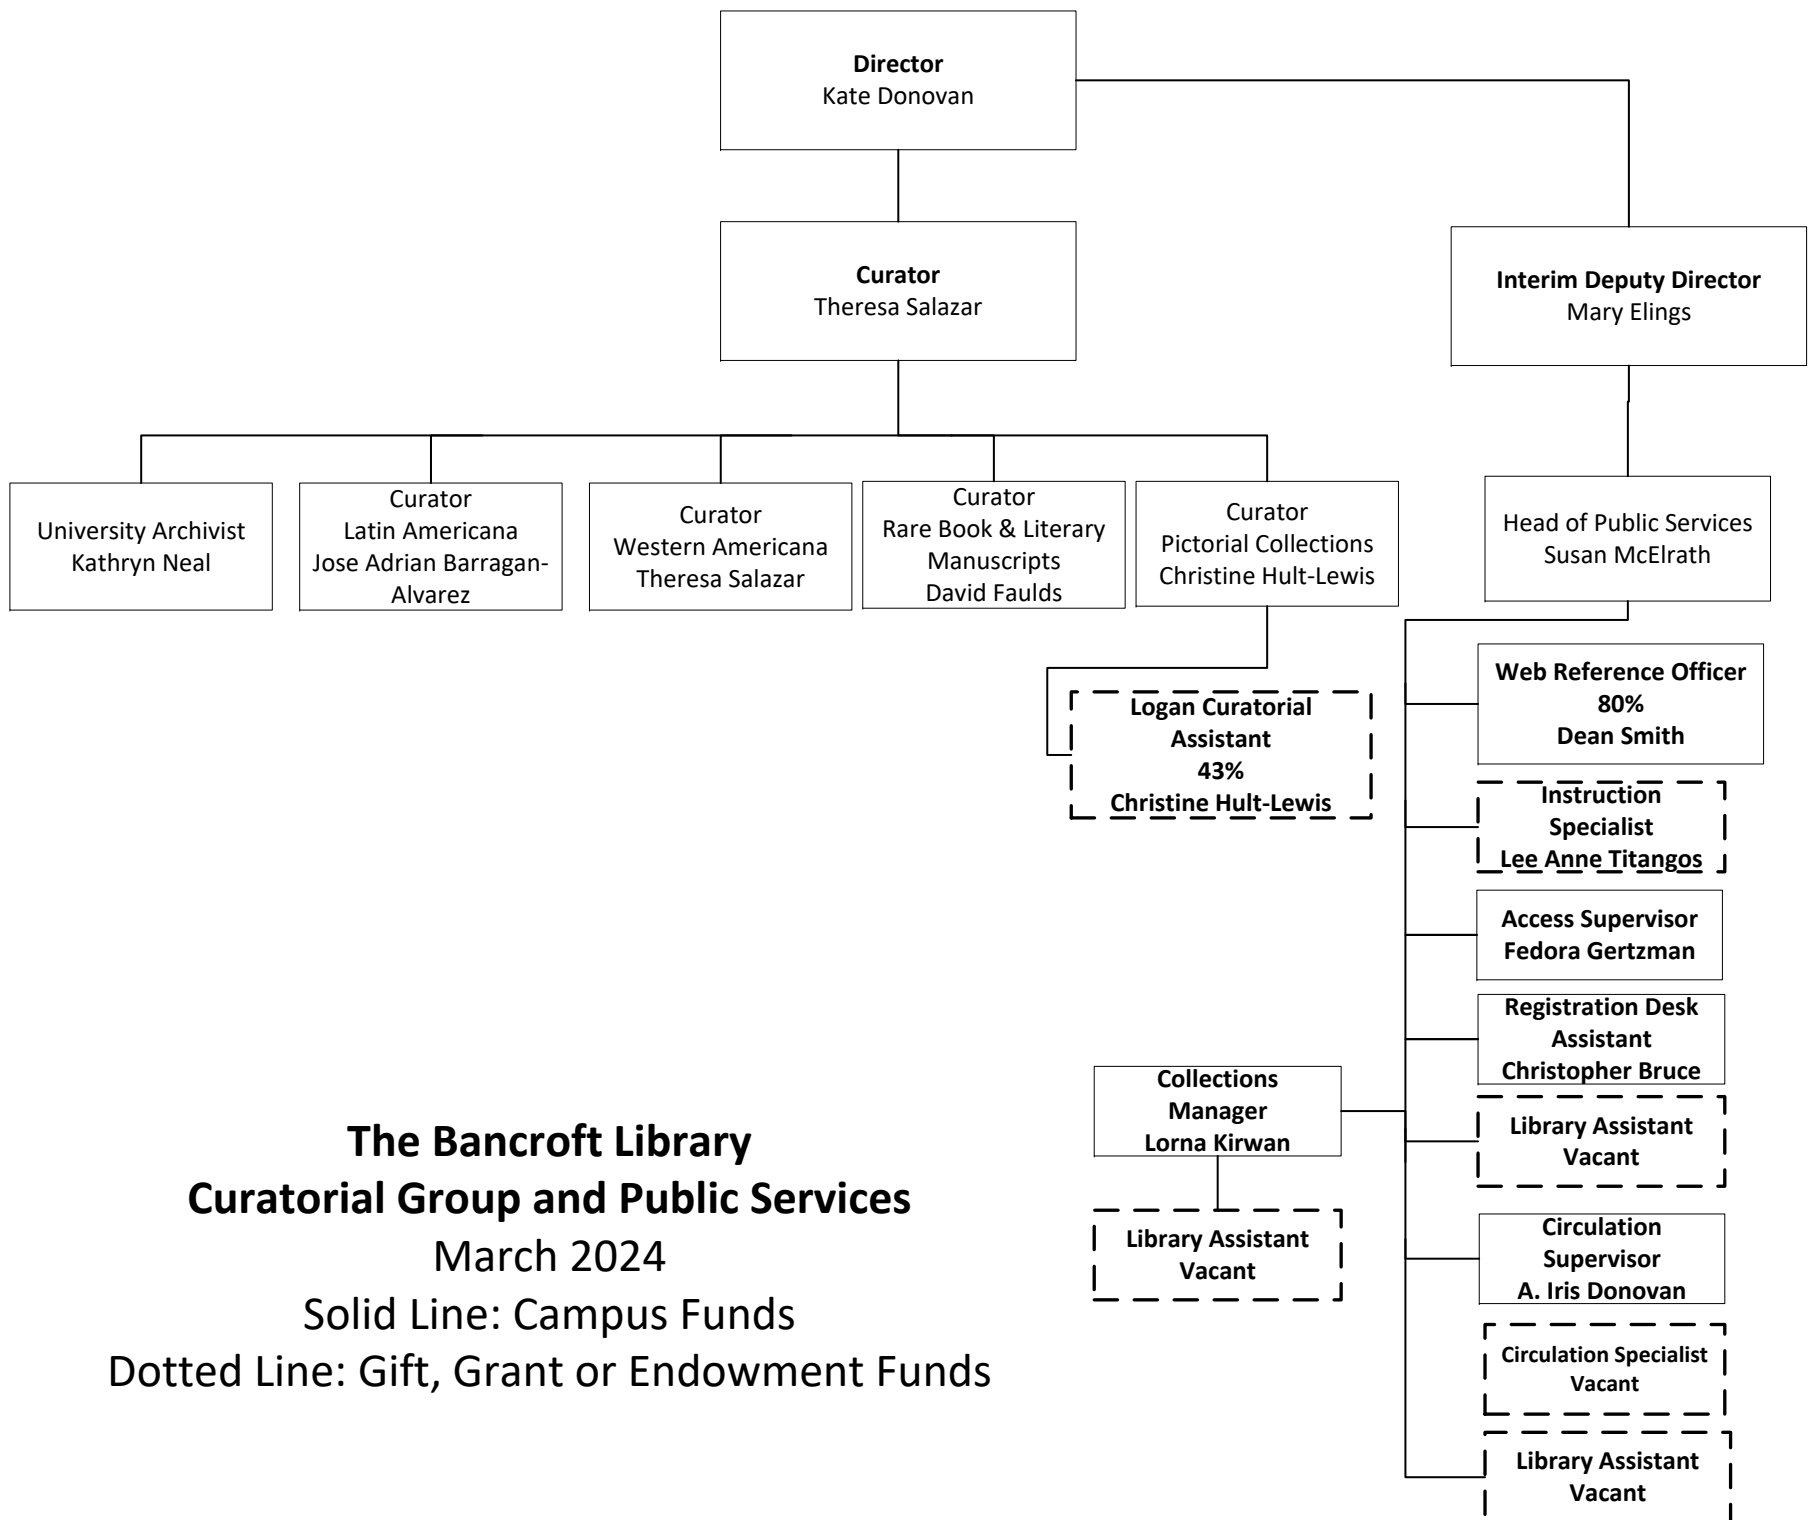 Director
Kate Donovan
Curator
Theresa Salazar
Interim Deputy Director
Mary Elings
University Archivist
Kathryn Neal
Curator
Latin Americana
Jose Adrian Barragan-
Alvarez
Curator
Western Americana
Theresa Salazar
Curator
Rare Book & Literary
Manuscripts
David Faulds
Curator
Pictorial Collections
Christine Hult-Lewis
Head of Public Services
Susan McElrath
Logan Curatorial
Assistant
43%
Christine Hult-Lewis
Web Reference Officer
80%
Dean Smith
Instruction
Specialist
Lee Anne Titangos
Access Supervisor
Fedora Gertzman
Registration Desk
Assistant
Christopher Bruce
Collections
Manager
Lorna Kirwan
Library Assistant
Vacant
Library Assistant
Vacant
Circulation
Supervisor
A. Iris Donovan
Circulation Specialist
Vacant
Library Assistant
Vacant
The Bancroft Library
Curatorial Group and Public Services
March 2024
Solid Line: Campus Funds
Dotted Line: Gift, Grant or Endowment Funds